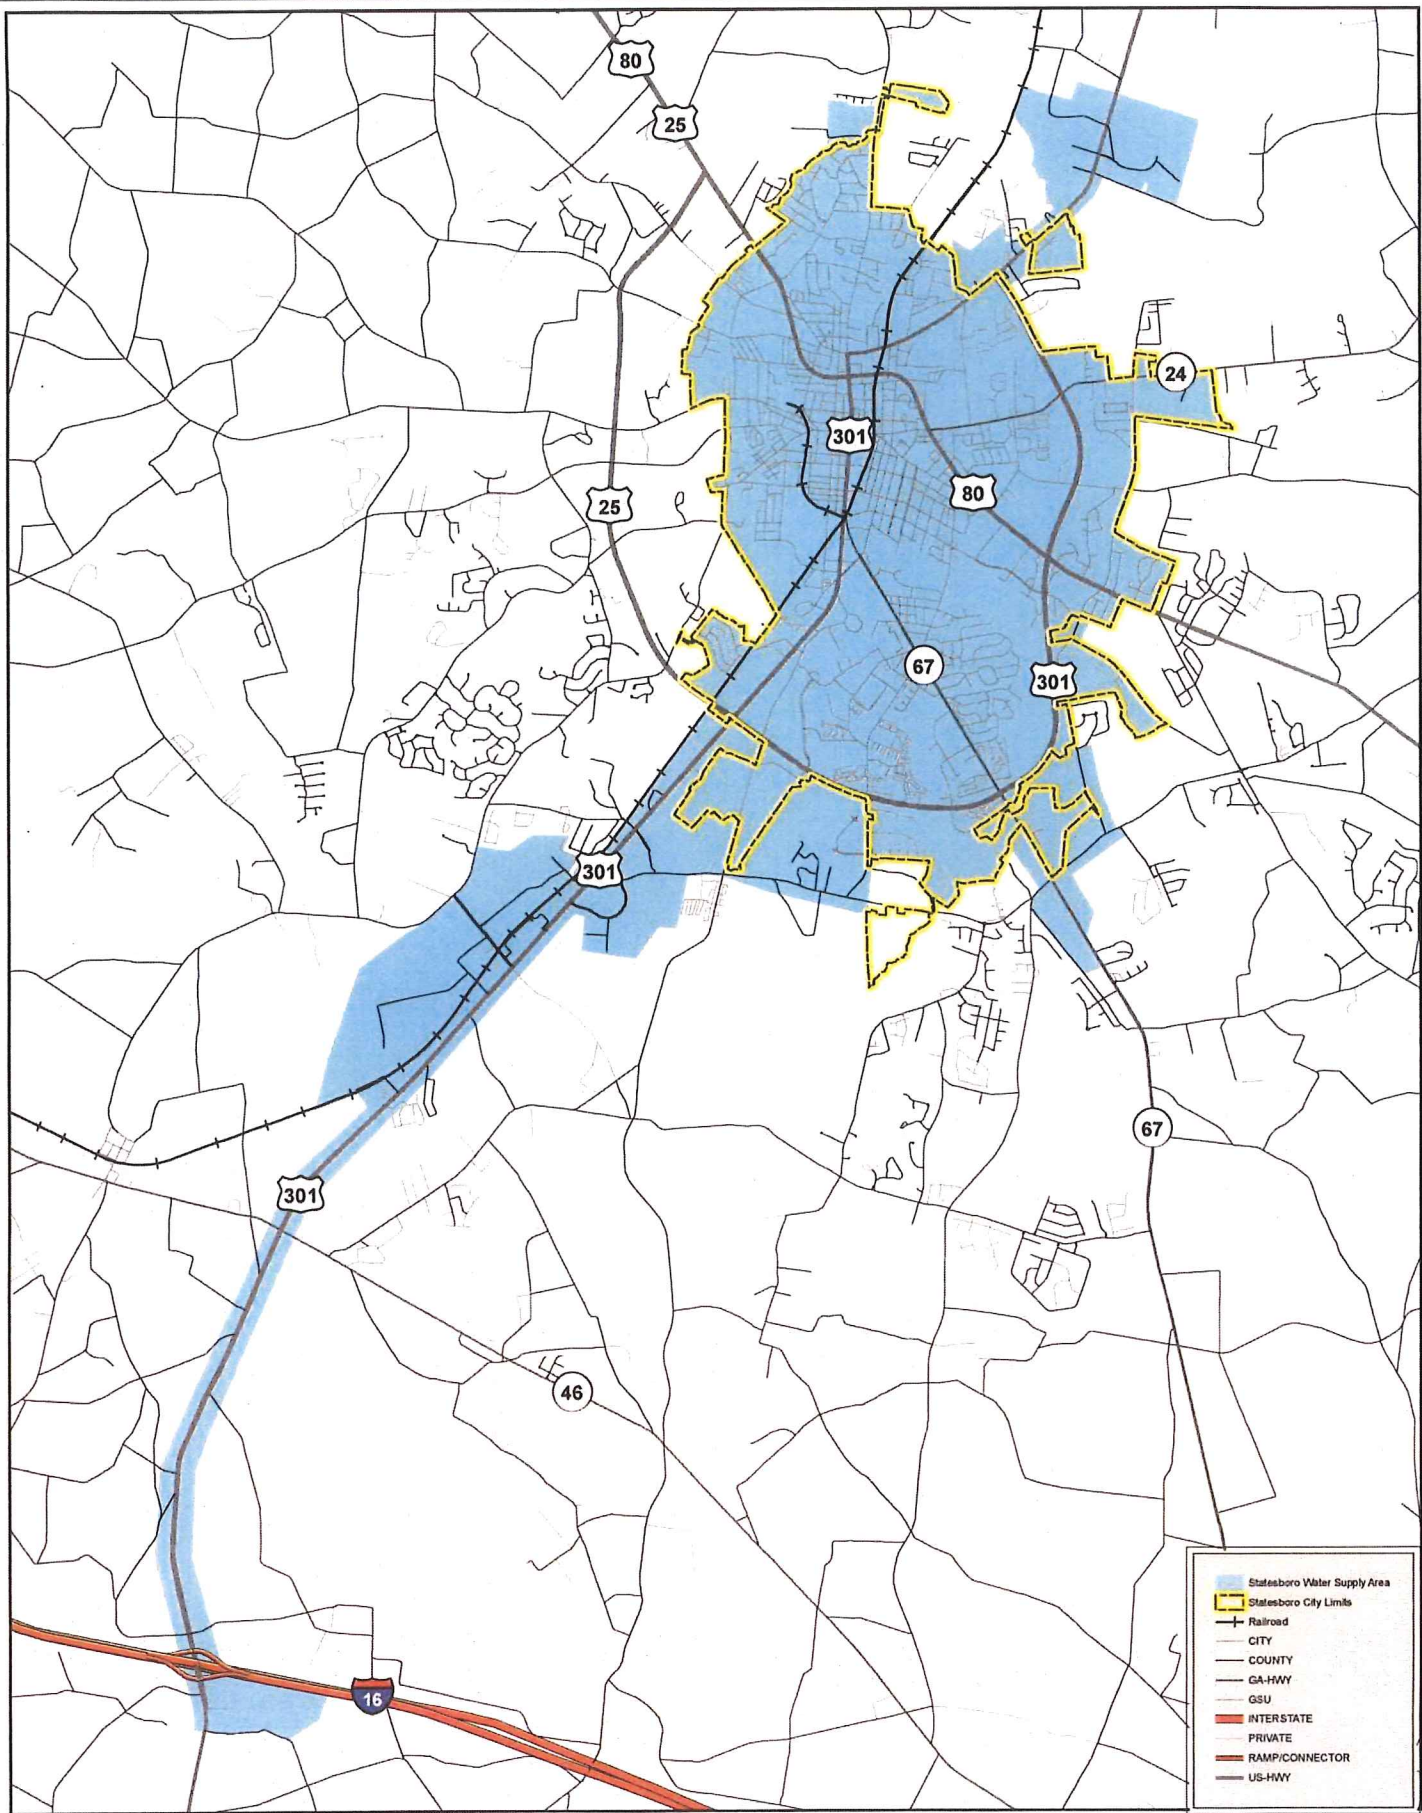 80
25
24
301
80
25
67
301
301
67
301
46
16
Statesboro Water Supply Area
Statesboro City Limits
Railroad
CITY
COUNTY
GA-HWY
GSU
INTERSTATE
PRIVATE
RAMP/CONNECTOR
US-HWY